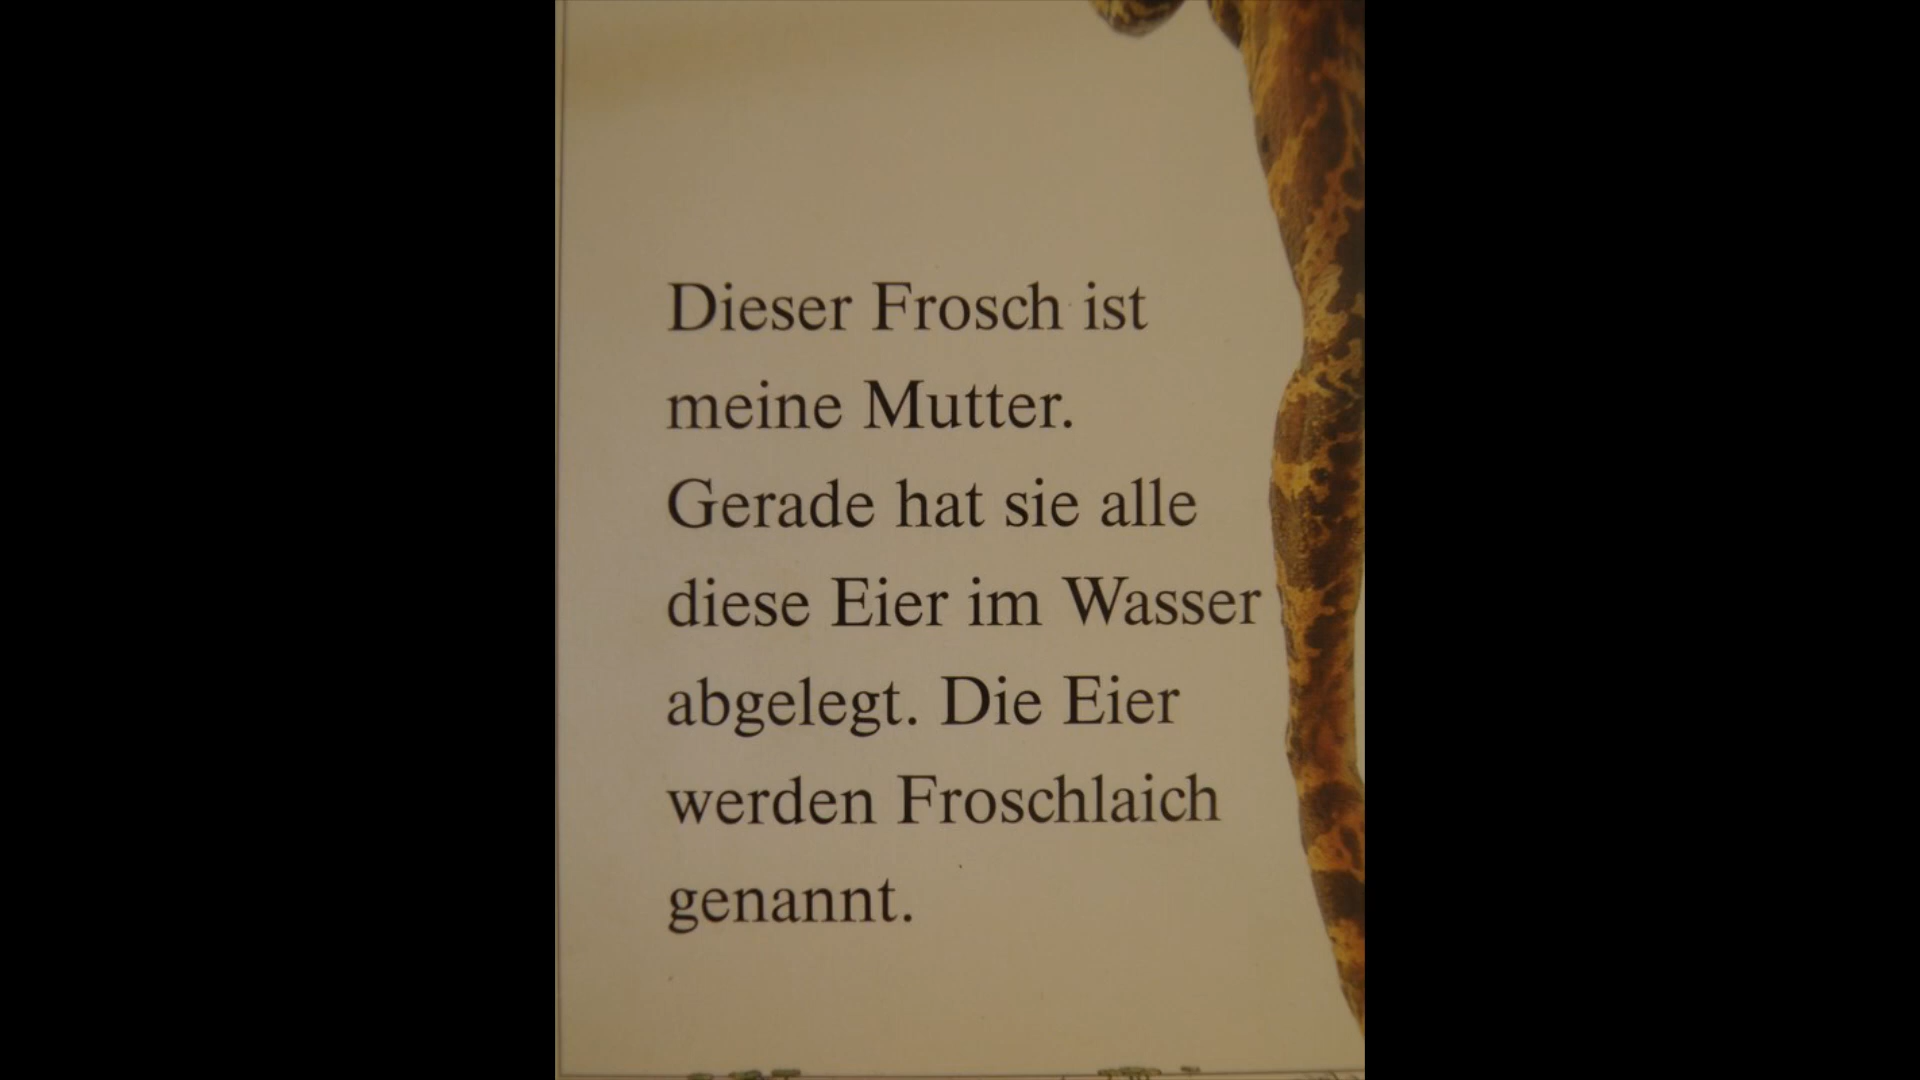 Dieser Frosch ist
meine Mutter.
Gerade hat sie alle
diese Eier im Wasser
abgelegt. Die Eier
werden Froschlaich
genannt.